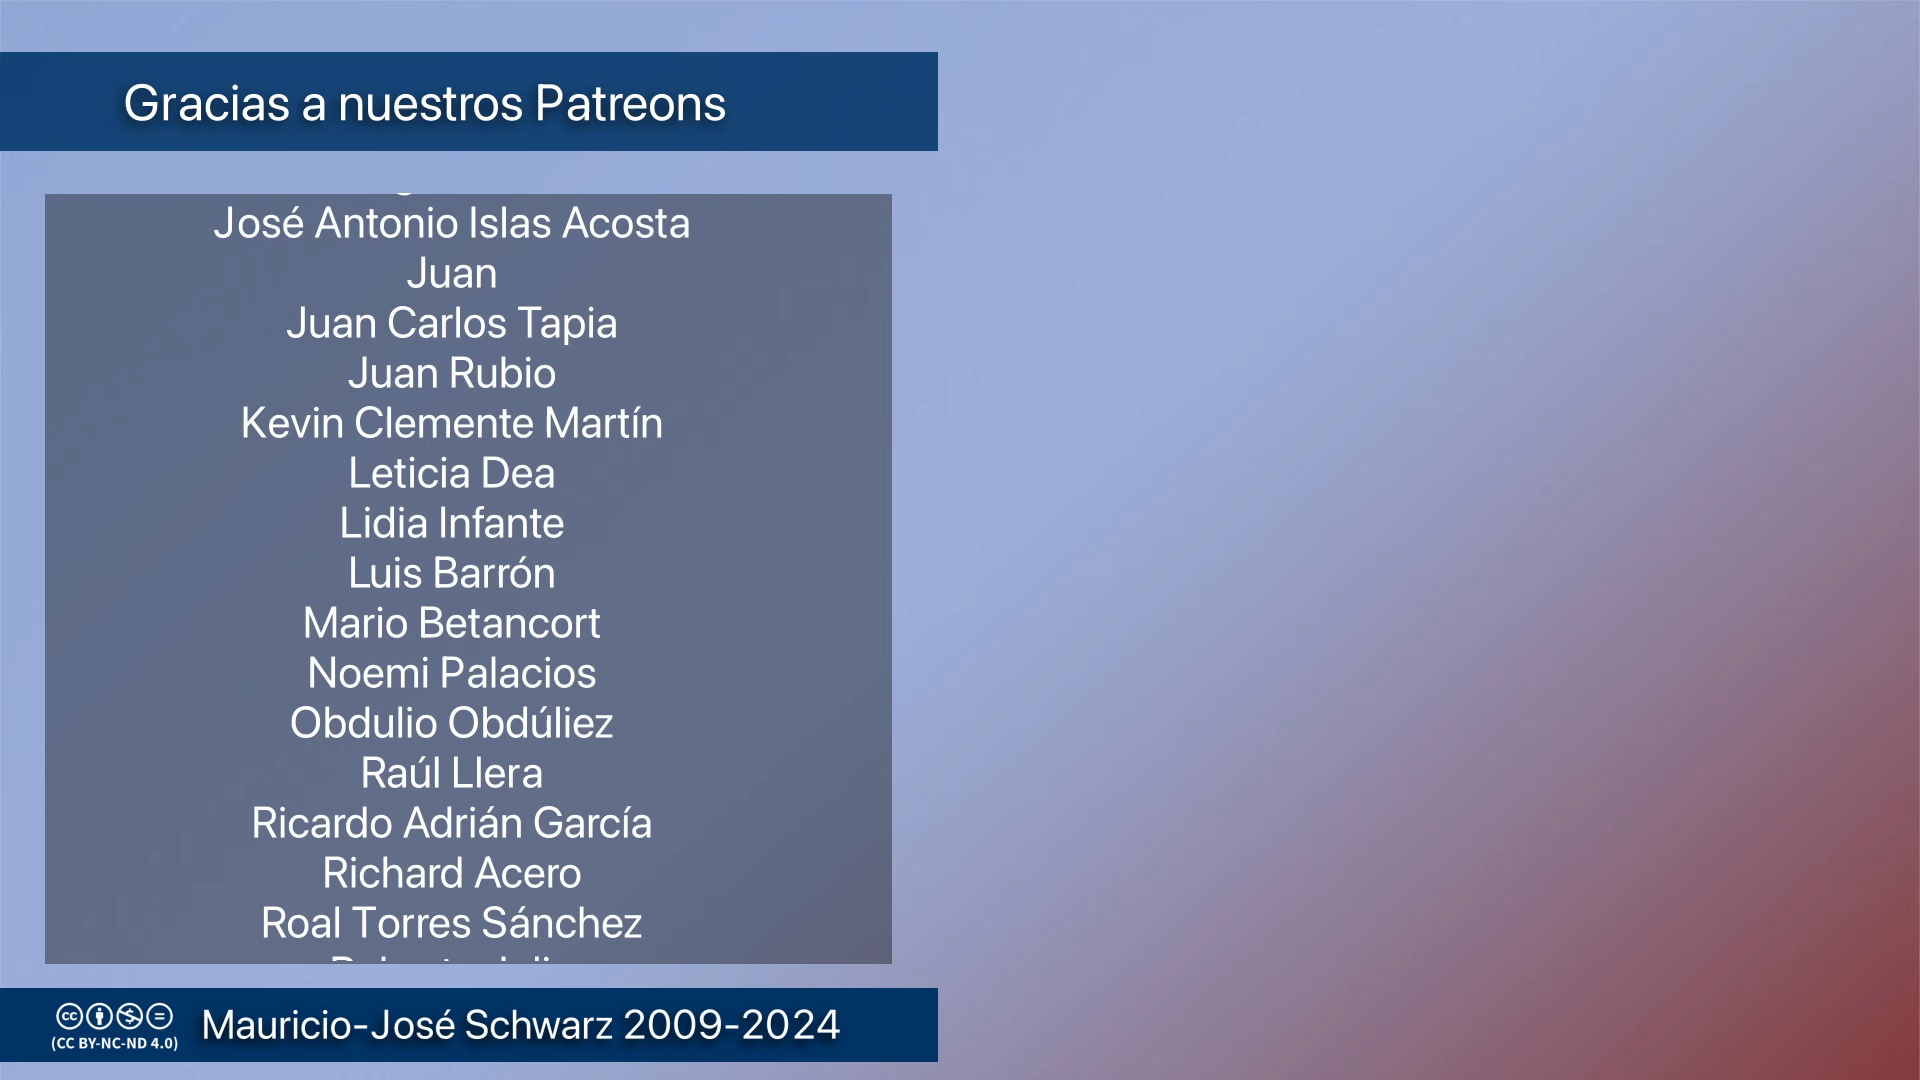 Gracias a nuestros Patreons
José Antonio Islas Acosta
Juan
Juan Carlos Tapia
Juan Rubio
Kevin Clemente Martín
Leticia Dea
Lidia Infante
Luis Barrón
Mario Betancort
Noemi Palacios
Obdulio Obdúliez
Raúl Llera
Ricardo Adrián García
Richard Acero
Roal Torres Sánchez
cc
(CC BY-NC-ND 4.0)
Mauricio-José Schwarz 2009-2024